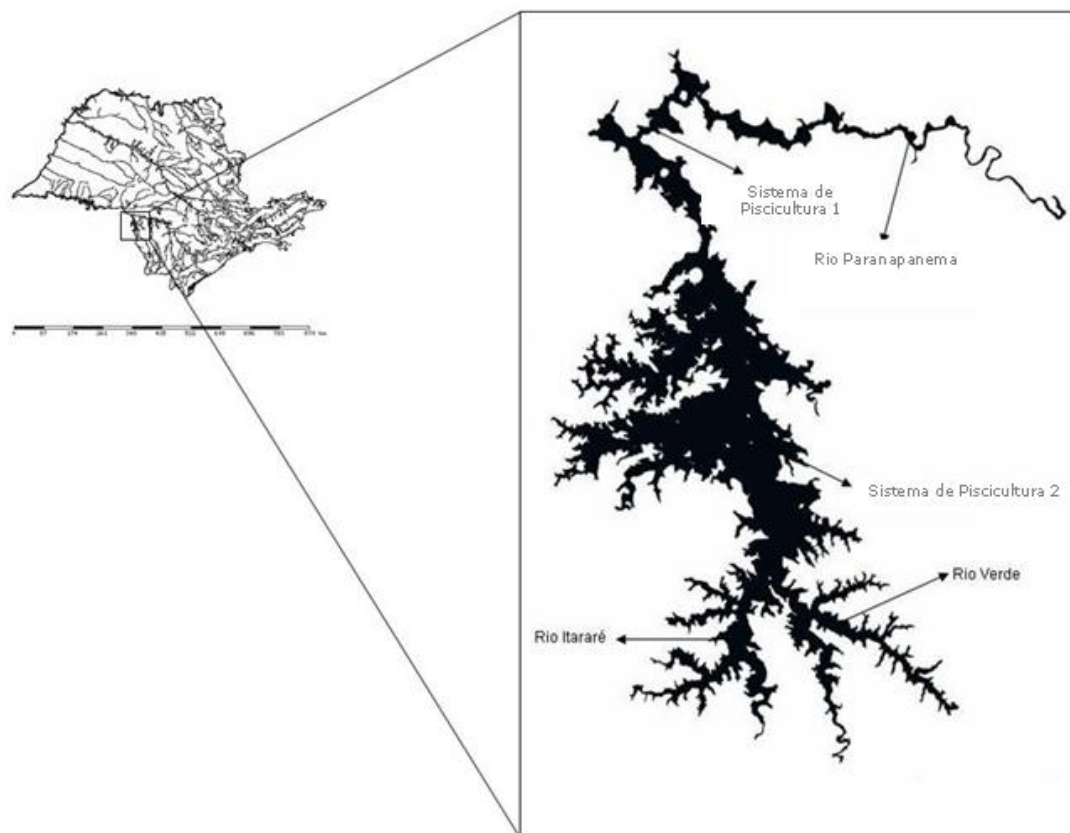 Sistema de
Piscicultura 1
Rio Paranapanema
Sistema de Piscicultura 2
Rio Verde
Rio Itararé